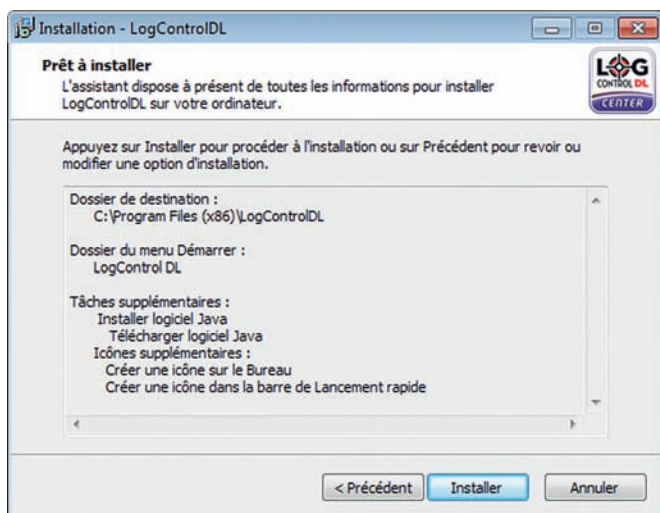 Installation - LogControlDL
Prêt à installer
L'assistant dispose à présent de toutes les informations pour installer
LogControlDL sur votre ordinateur.
LOG
CONTROL DL
CENTER
Appuyez sur Installer pour procéder à l'installation ou sur Précédent pour revoir ou
modifier une option d'installation.
Dossier de destination :
C:\Program Files (x86)\LogControlDL
Dossier du menu Démarrer :
LogControl DL
Tâches supplémentaires :
Installer logiciel Java
Télécharger logiciel Java
Icônes supplémentaires :
Créer une icône sur le Bureau
Créer une icône dans la barre de Lancement rapide
< Précédent
Installer
Annuler